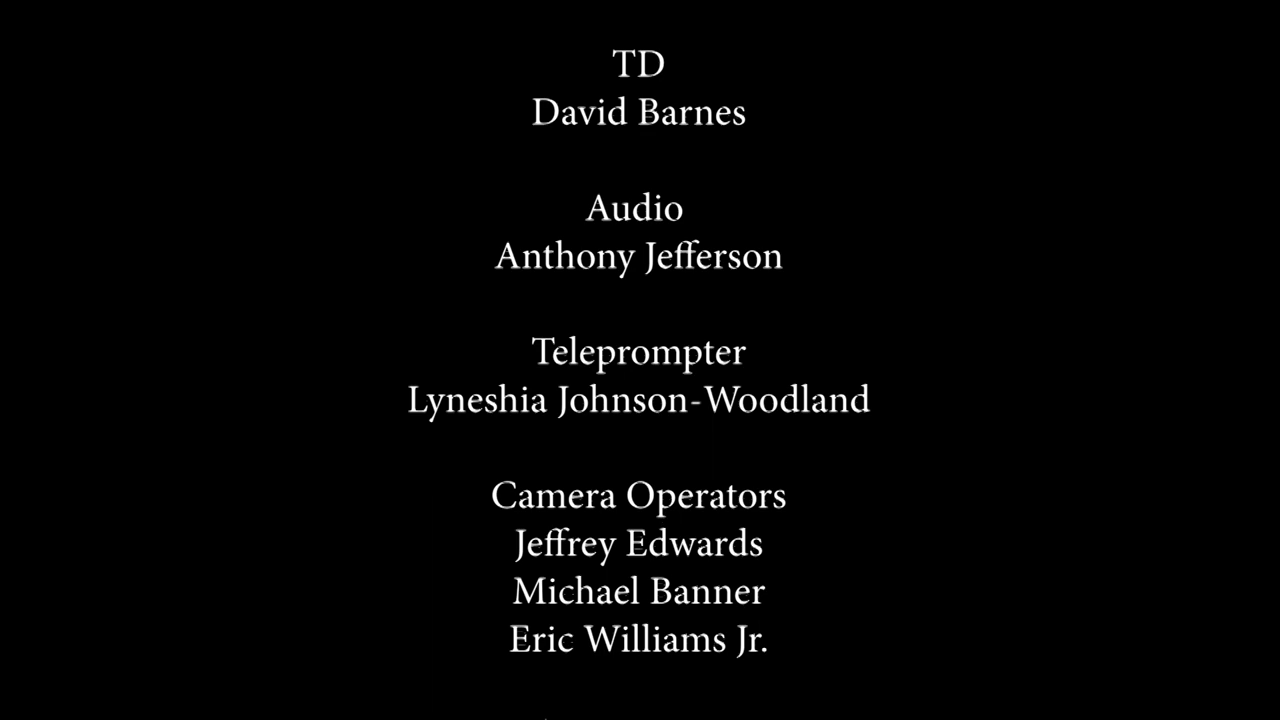 TD
David Barnes
Audio
Anthony Jefferson
Teleprompter
Lyneshia Johnson-Woodland
Camera Operators
Jeffrey Edwards
Michael Banner
Eric Williams Jr.